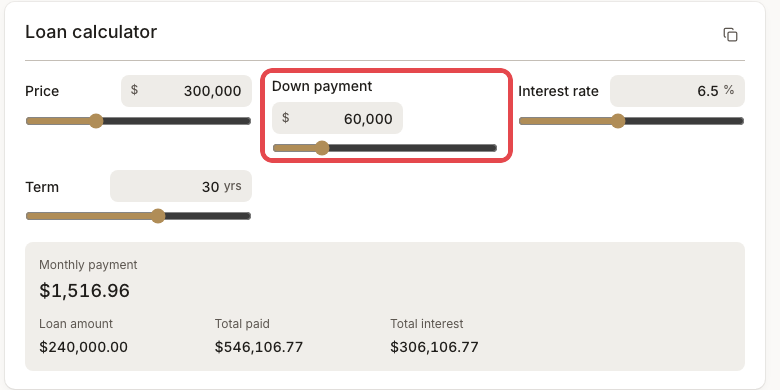 Loan calculator
Price $ 300,000
Down payment
$ 60,000
Interest rate 6.5 %
Term 30 yrs
Monthly payment
$1,516.96
Loan amount Total paid Total interest
$240,000.00 $546,106.77 $306,106.77